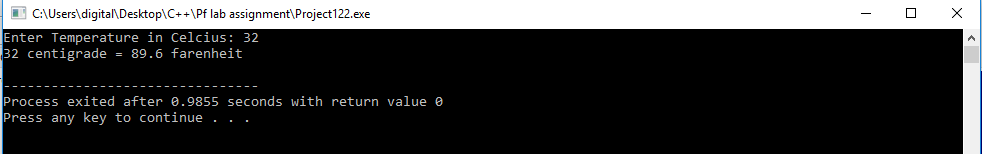 C:\Users\digital\Desktop\C++\Pf lab assignment\Project122.exe
Enter Temperature in Celcius: 32
32 centigrade = 89.6 farenheit
--------------------------------
Process exited after 0.9855 seconds with return value 0
Press any key to continue . . .